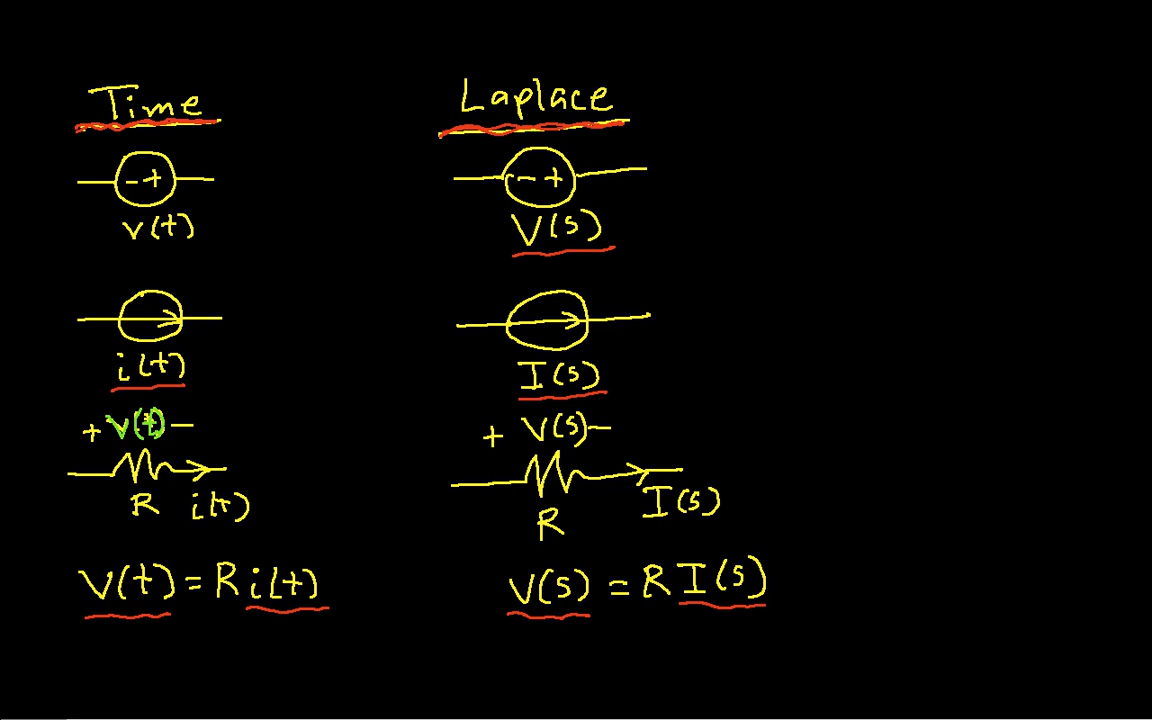 Time Laplace
- + - +
v(t) V(s)
i(t) I(s)
+ v(t) - + V(s) -
R i(t) R I(s)
v(t) = R i(t) V(s) = R I(s)